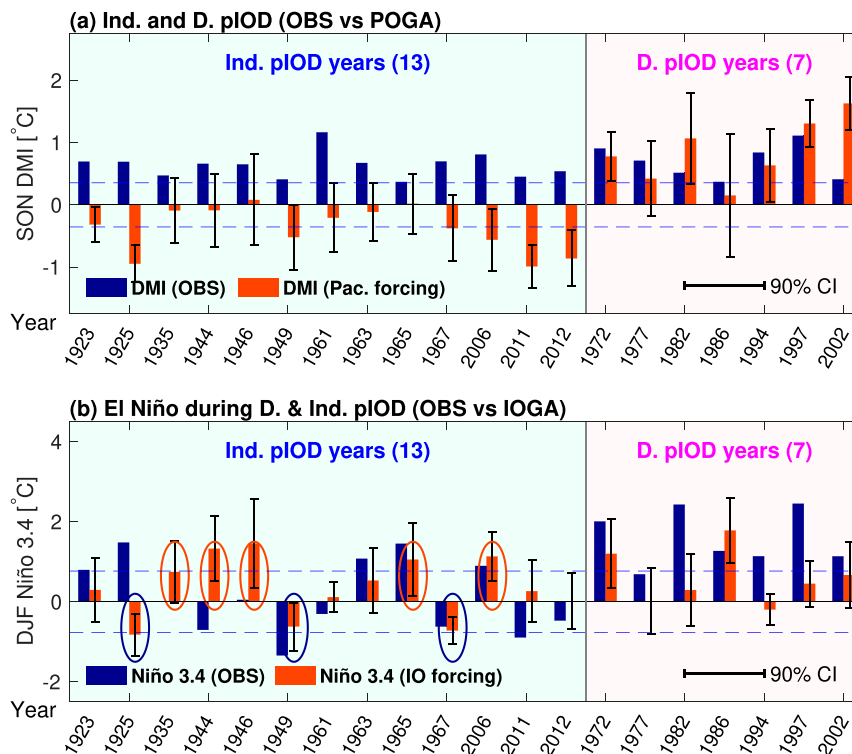 (a) Ind. and D. pIOD (OBS vs POGA)
Ind. pIOD years (13)
D. pIOD years (7)
SON DMI [°C]
2
1
0
-1
DMI (OBS)
DMI (Pac. forcing)
90% CI
Year
1923 1925 1935 1944 1946 1949 1961 1963 1965 1967 2006 2011 2012 1972 1977 1982 1986 1994 1997 2002
(b) El Niño during D. & Ind. pIOD (OBS vs IOGA)
Ind. pIOD years (13)
D. pIOD years (7)
DJF Niño 3.4 [°C]
4
2
0
-2
Niño 3.4 (OBS)
Niño 3.4 (IO forcing)
90% CI
Year
1923 1925 1935 1944 1946 1949 1961 1963 1965 1967 2006 2011 2012 1972 1977 1982 1986 1994 1997 2002